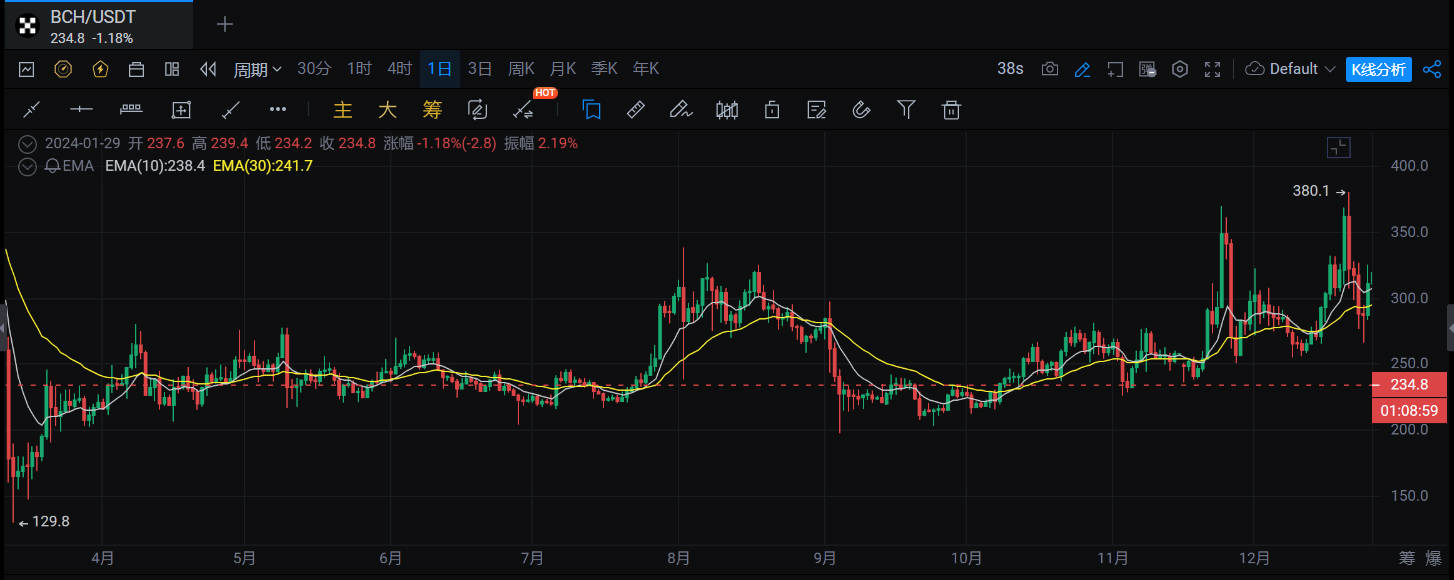 BCH/USDT
234.8 -1.18%
周期 30分 1时 4时 1日 3日 周K 月K 季K 年K 38s Default K线分析
主 大 筹 HOT
2024-01-29 开 237.6 高 239.4 低 234.2 收 234.8 涨幅 -1.18%(-2.8) 振幅 2.19%
EMA EMA(10):238.4 EMA(30):241.7
400.0
380.1
350.0
300.0
250.0
234.8
01:08:59
200.0
150.0
129.8
4月 5月 6月 7月 8月 9月 10月 11月 12月 筹 爆